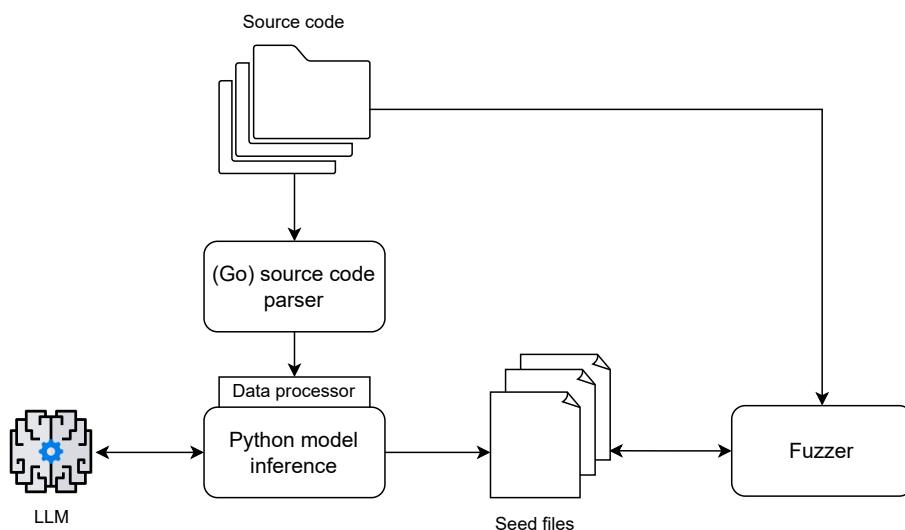 Source code
(Go) source code
parser
Data processor
Python model
inference
LLM
Seed files
Fuzzer